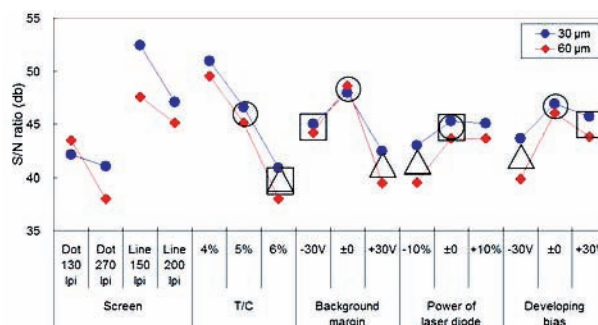 55
50
45
40
35
S/N ratio (db)
30 µm
60 µm
Dot 130 lpi
Dot 270 lpi
Line 150 lpi
Line 200 lpi
4%
5%
6%
-30V
±0
+30V
-10%
±0
+10%
-30V
±0
+30V
Screen
T/C
Background margin
Power of laser diode
Developing bias